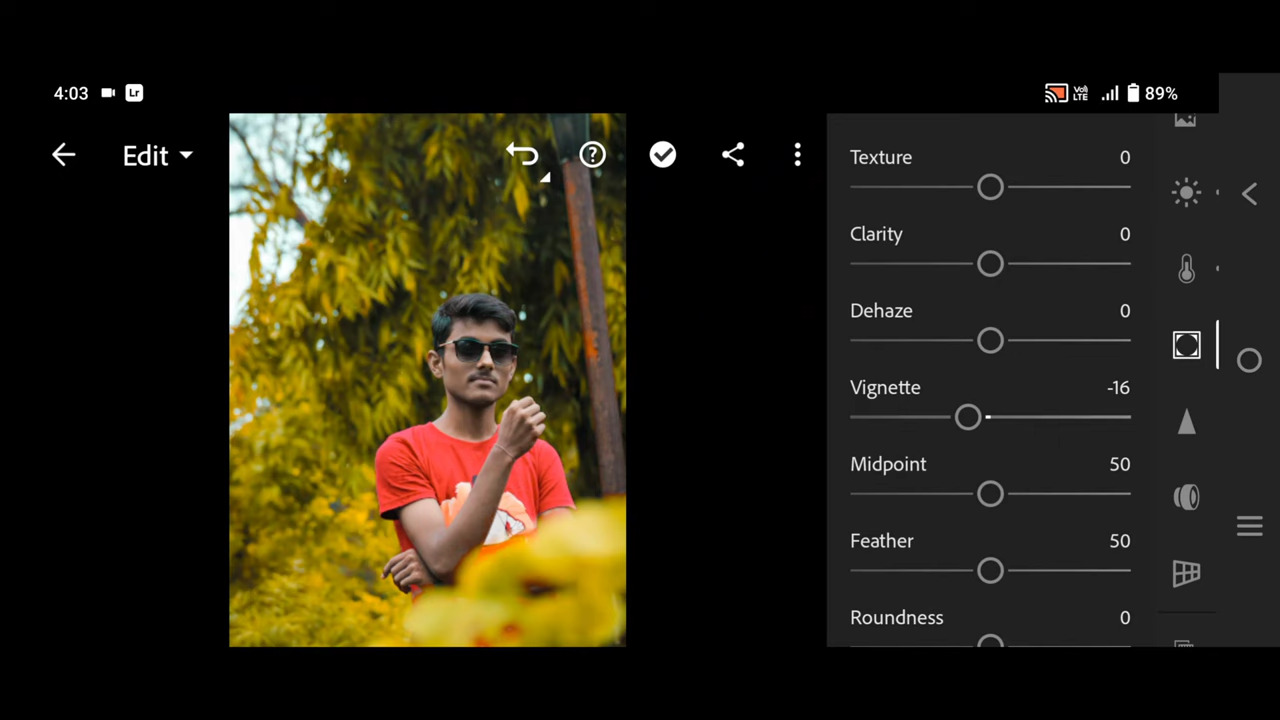 4:03 Lr VoI) LTE 89%
Edit
Texture 0
Clarity 0
Dehaze 0
Vignette -16
Midpoint 50
Feather 50
Roundness 0